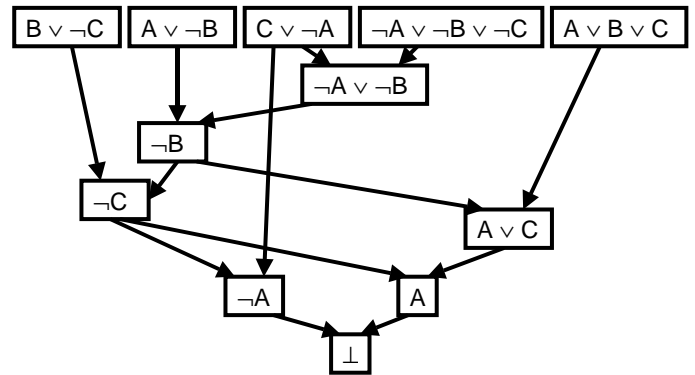 B ∨ ¬C
A ∨ ¬B
C ∨ ¬A
¬A ∨ ¬B ∨ ¬C
A ∨ B ∨ C
¬A ∨ ¬B
¬B
¬C
A ∨ C
¬A
A
⊥